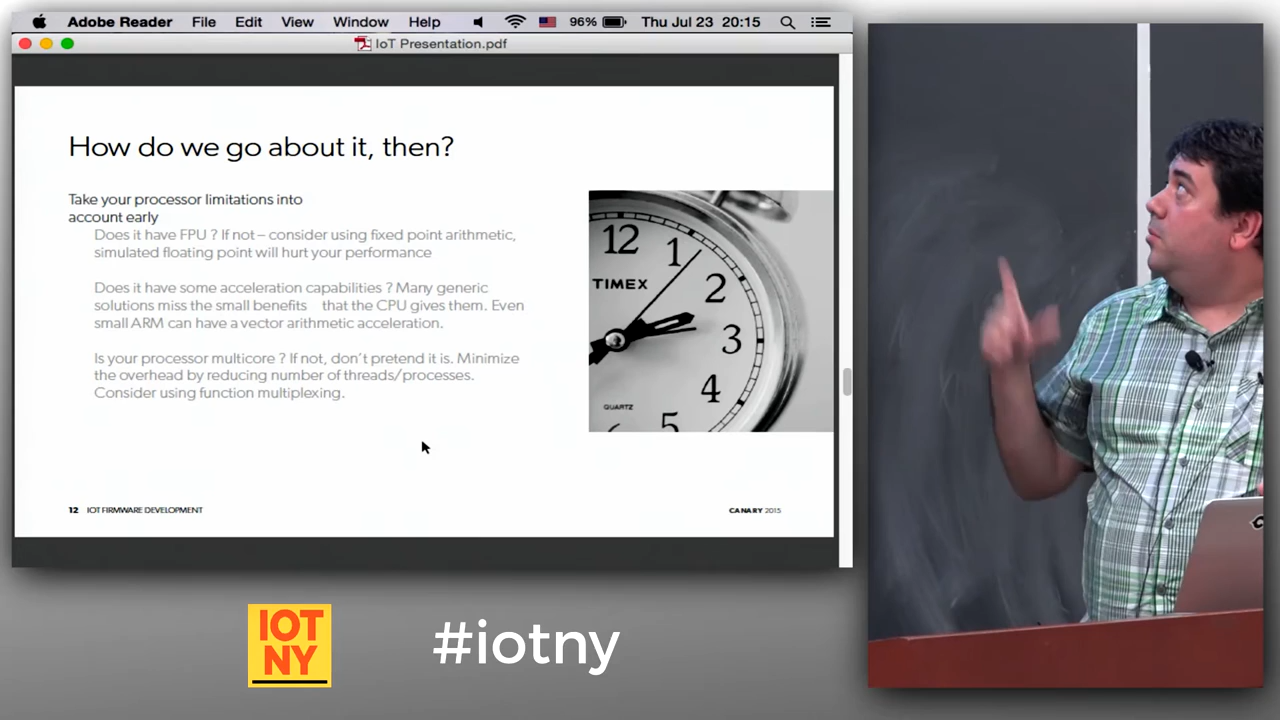 Adobe Reader File Edit View Window Help 96% Thu Jul 23 20:15
IoT Presentation.pdf
How do we go about it, then?
Take your processor limitations into
account early
Does it have FPU ? If not – consider using fixed point arithmetic,
simulated floating point will hurt your performance
Does it have some acceleration capabilities ? Many generic
solutions miss the small benefits that the CPU gives them. Even
small ARM can have a vector arithmetic acceleration.
Is your processor multicore ? If not, don't pretend it is. Minimize
the overhead by reducing number of threads/processes.
Consider using function multiplexing.
12
1
2
3
4
5
TIMEX
QUARTZ
12 IOT FIRMWARE DEVELOPMENT
CANARY 2015
IOT
NY
#iotny